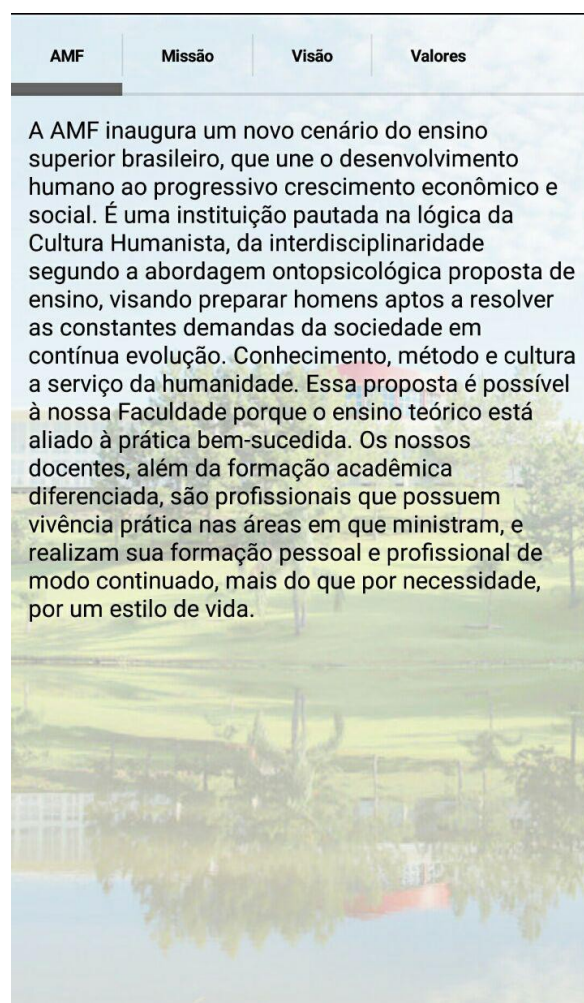 AMF
Missão
Visão
Valores
A AMF inaugura um novo cenário do ensino
superior brasileiro, que une o desenvolvimento
humano ao progressivo crescimento econômico e
social. É uma instituição pautada na lógica da
Cultura Humanista, da interdisciplinaridade
segundo a abordagem ontopsicológica proposta de
ensino, visando preparar homens aptos a resolver
as constantes demandas da sociedade em
contínua evolução. Conhecimento, método e cultura
a serviço da humanidade. Essa proposta é possível
à nossa Faculdade porque o ensino teórico está
aliado à prática bem-sucedida. Os nossos
docentes, além da formação acadêmica
diferenciada, são profissionais que possuem
vivência prática nas áreas em que ministram, e
realizam sua formação pessoal e profissional de
modo continuado, mais do que por necessidade,
por um estilo de vida.